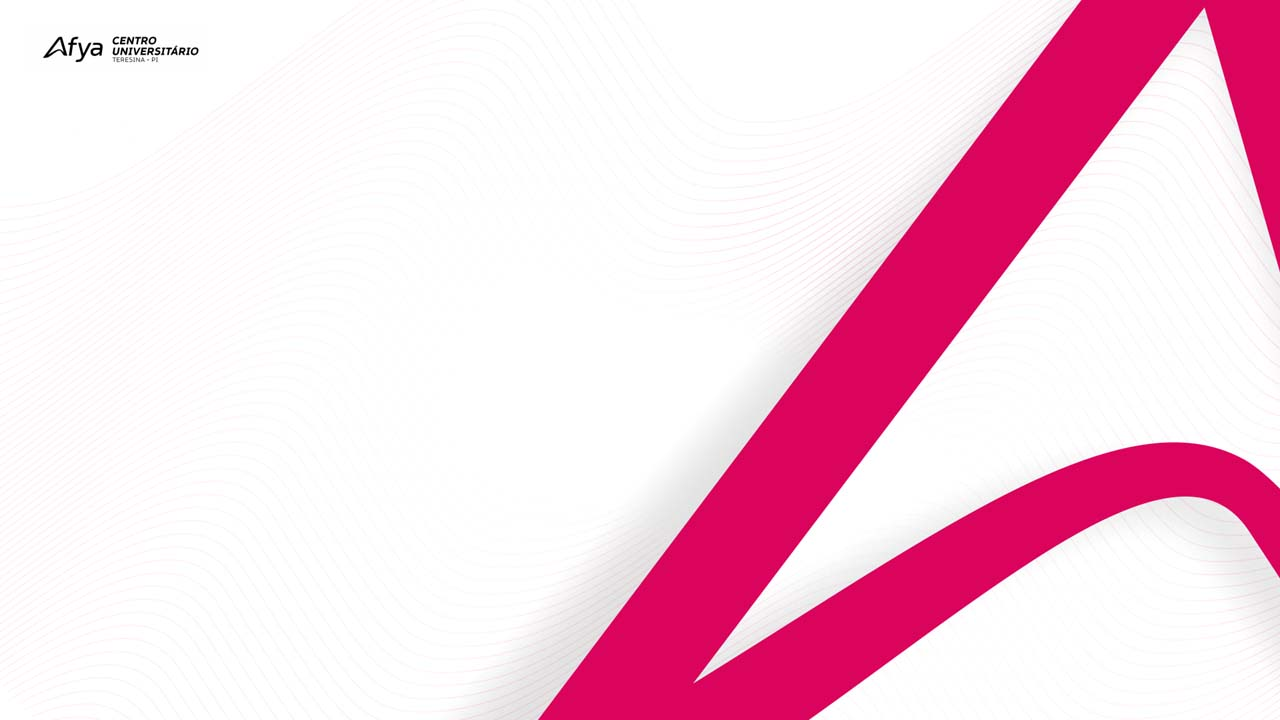 Afya CENTRO
UNIVERSITÁRIO
TERESINA - PI